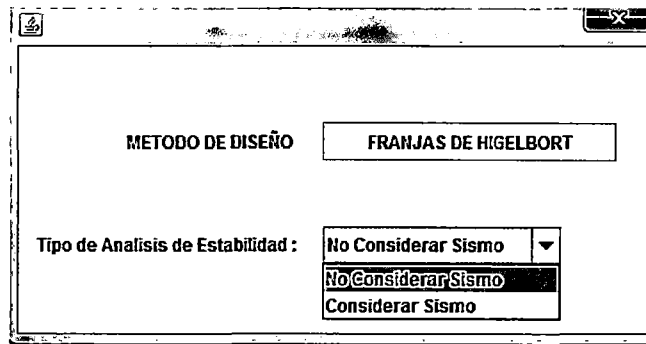 METODO DE DISEÑO
FRANJAS DE HIGELBORT
Tipo de Analisis de Estabilidad :
No Considerar Sismo
No Considerar Sismo
Considerar Sismo